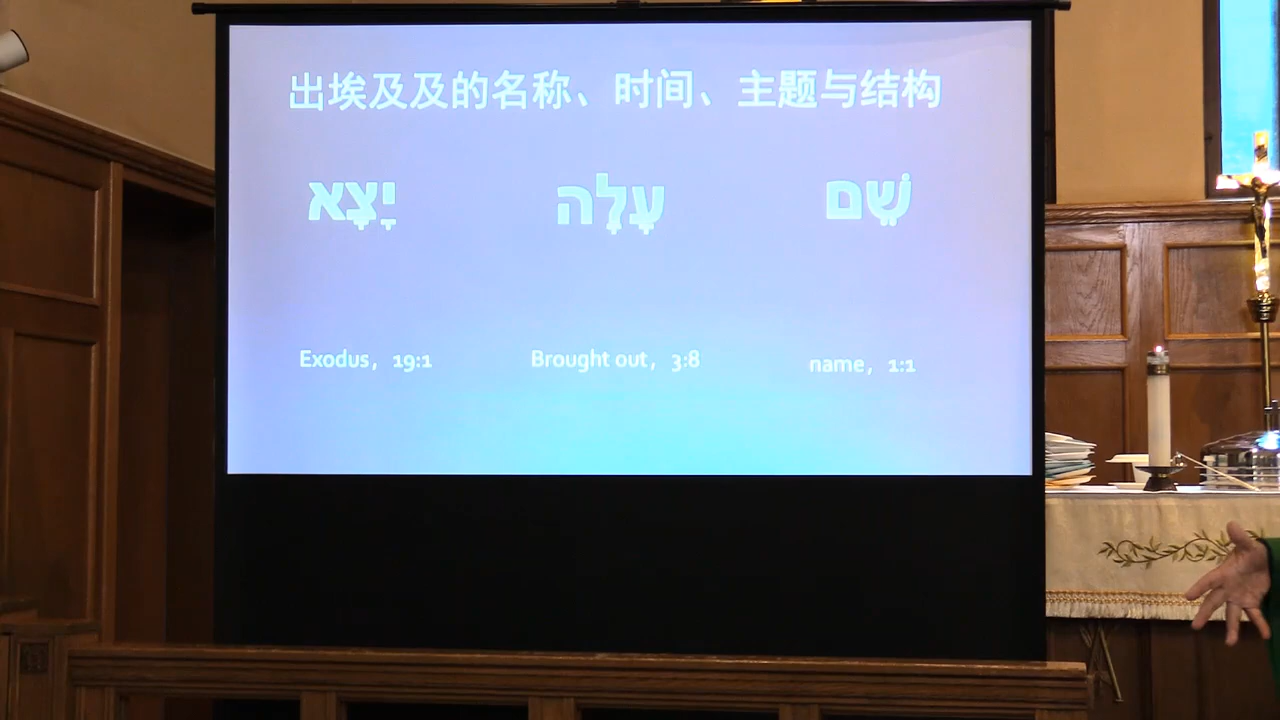 出埃及及的名称、时间、主题与结构
יָצָא עָלָה שֵׁם
Exodus, 19:1 Brought out, 3:8 name, 1:1